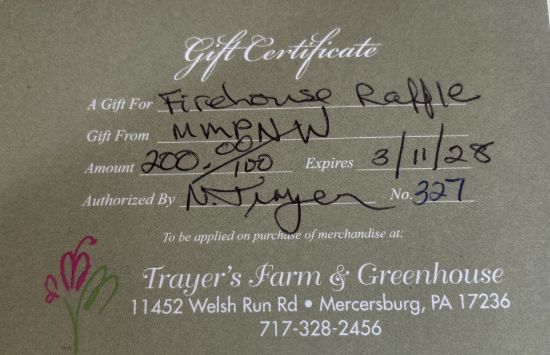 Gift Certificate
A Gift For Firehouse Raffle
Gift From MMPNW
Amount 200.00/100 Expires 3/11/28
Authorized By N. Trayer No. 327
To be applied on purchase of merchandise at:
Trayer's Farm & Greenhouse
11452 Welsh Run Rd • Mercersburg, PA 17236
717-328-2456